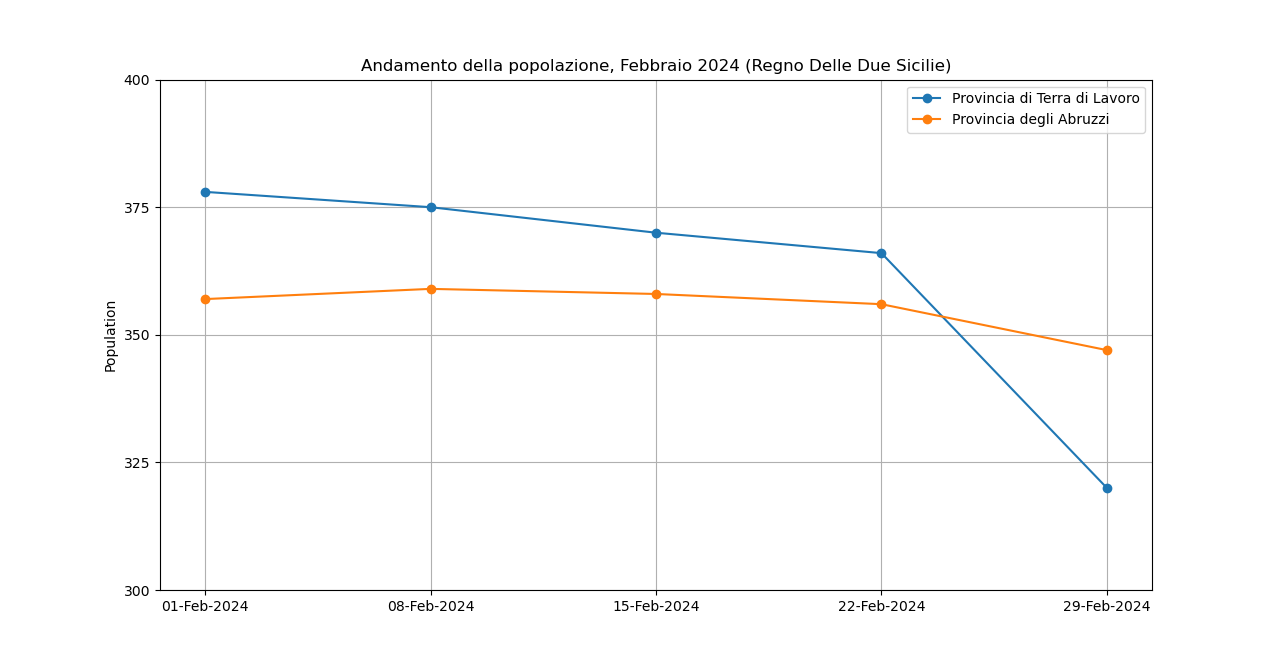 Andamento della popolazione, Febbraio 2024 (Regno Delle Due Sicilie)
Provincia di Terra di Lavoro
Provincia degli Abruzzi
Population
400
375
350
325
300
01-Feb-2024
08-Feb-2024
15-Feb-2024
22-Feb-2024
29-Feb-2024